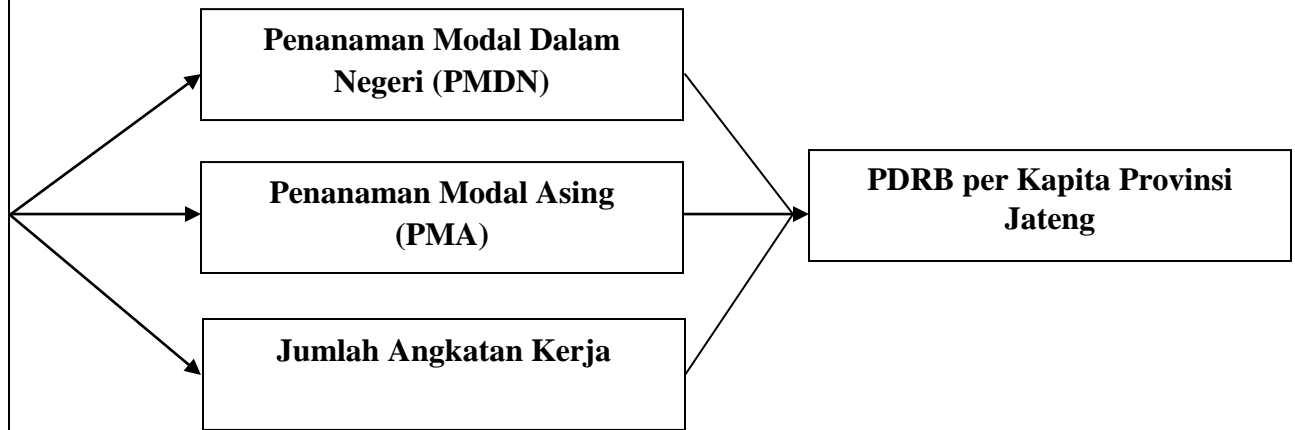 Penanaman Modal Dalam
Negeri (PMDN)
Penanaman Modal Asing
(PMA)
Jumlah Angkatan Kerja
PDRB per Kapita Provinsi
Jateng